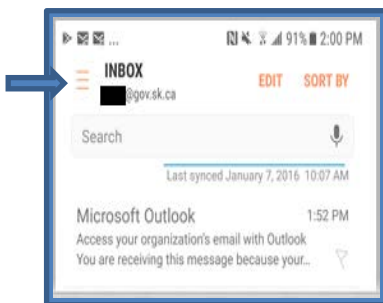 ... 91% 2:00 PM
INBOX EDIT SORT BY
@gov.sk.ca
Search
Last synced January 7, 2016 10:07 AM
Microsoft Outlook 1:52 PM
Access your organization's email with Outlook
You are receiving this message because your...